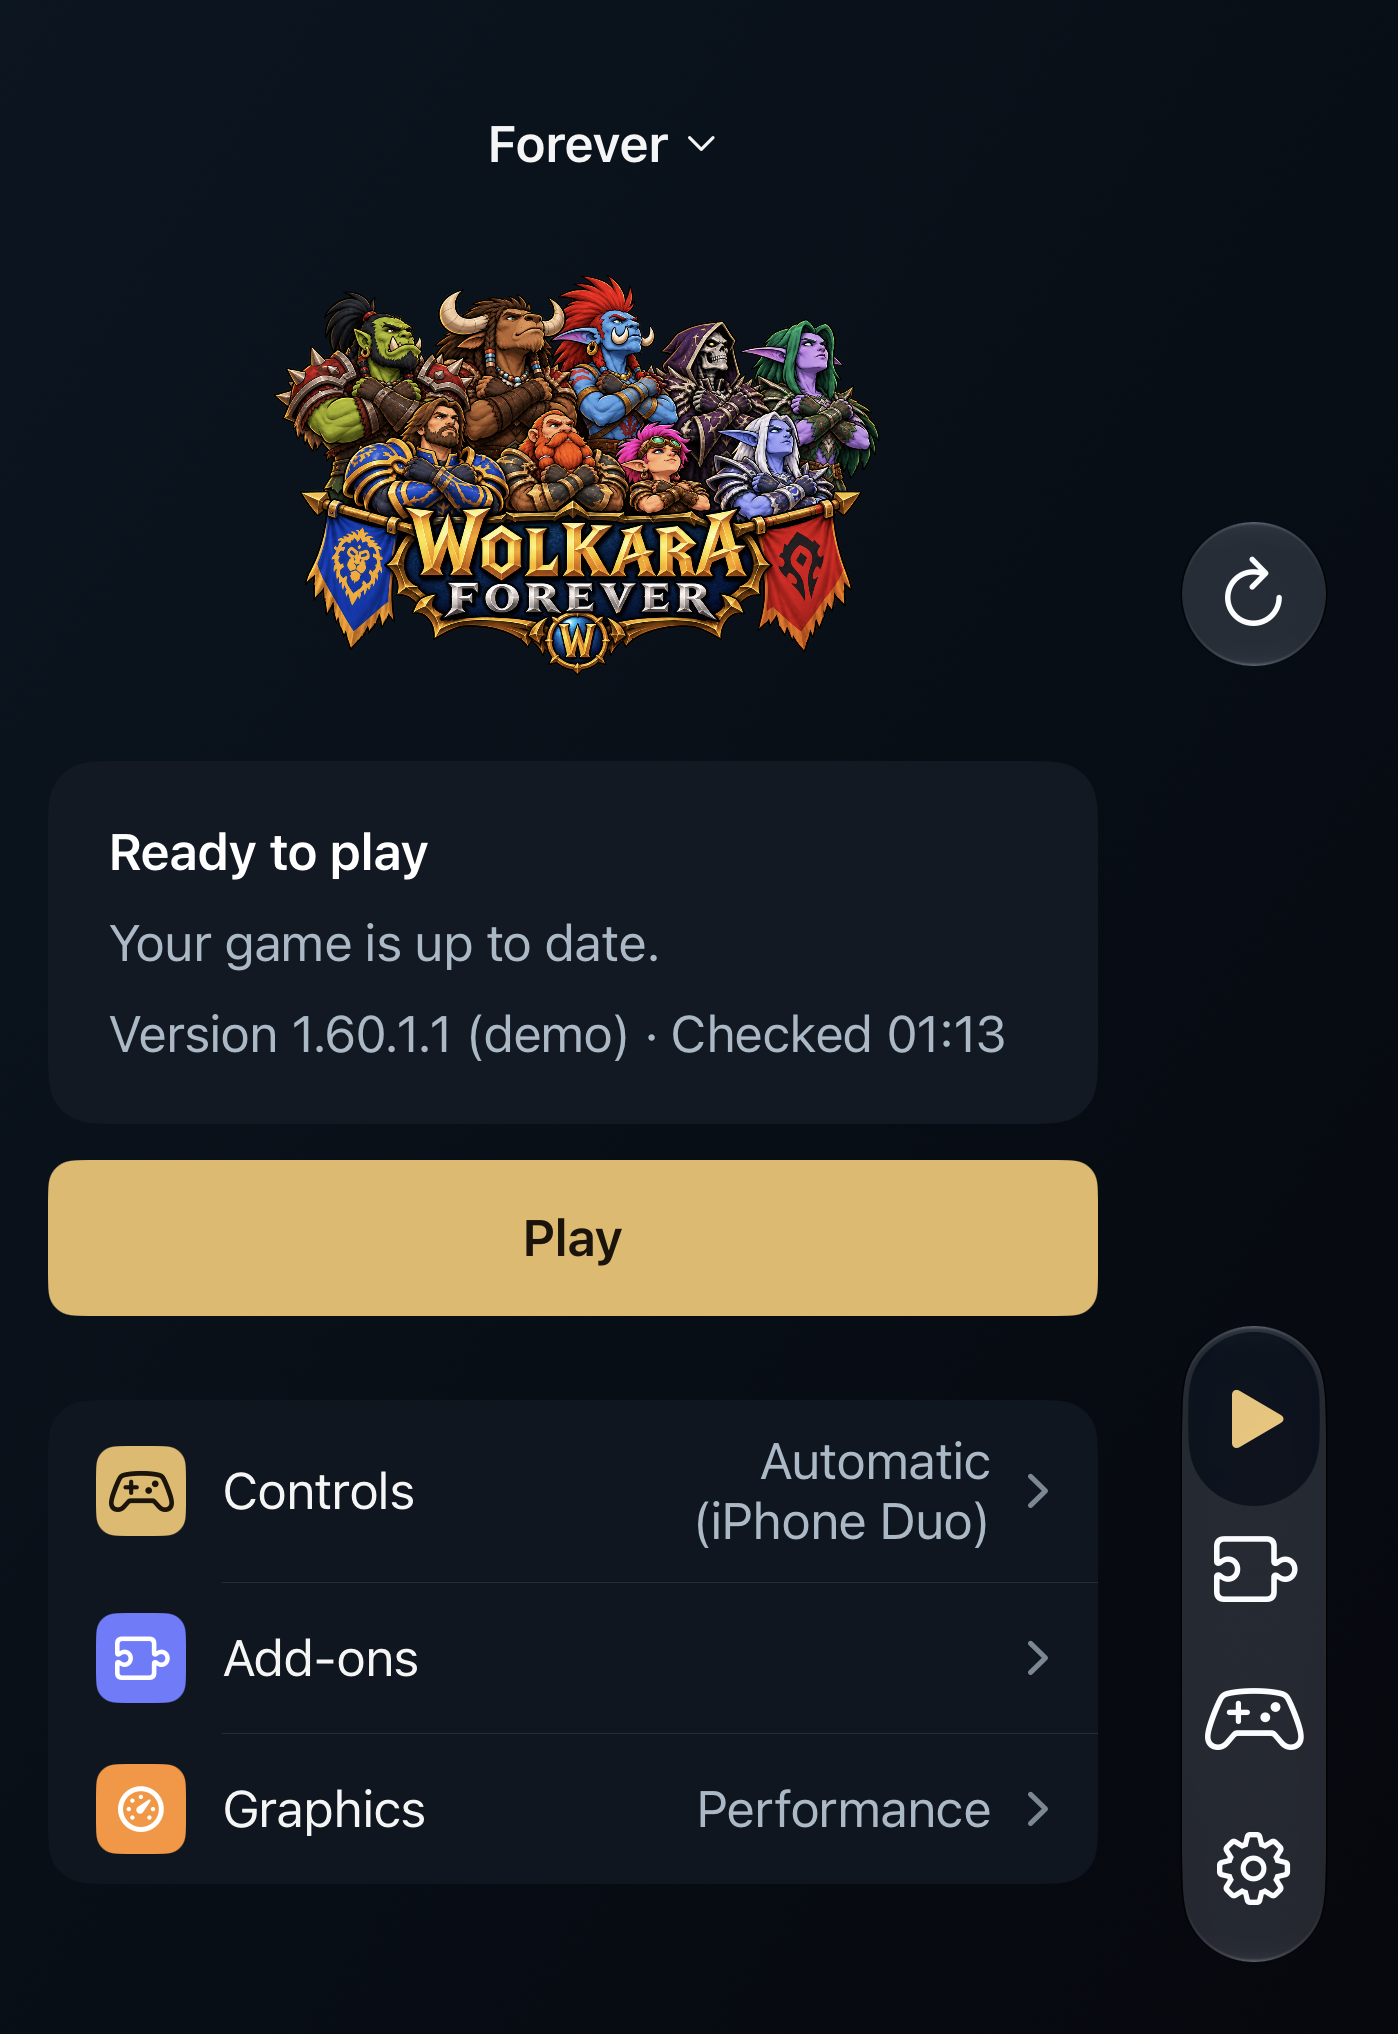 Forever
WOLKARA
FOREVER
W
Ready to play
Your game is up to date.
Version 1.60.1.1 (demo) · Checked 01:13
Play
Controls
Automatic
(iPhone Duo)
Add-ons
Graphics
Performance